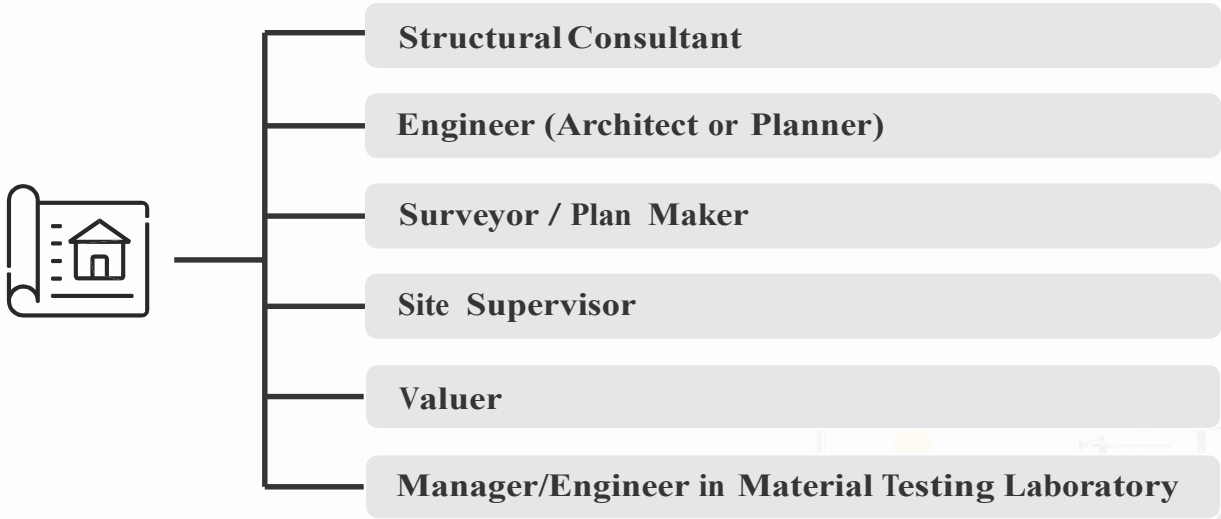 Structural Consultant
Engineer (Architect or Planner)
Surveyor / Plan Maker
Site Supervisor
Valuer
Manager/Engineer in Material Testing Laboratory